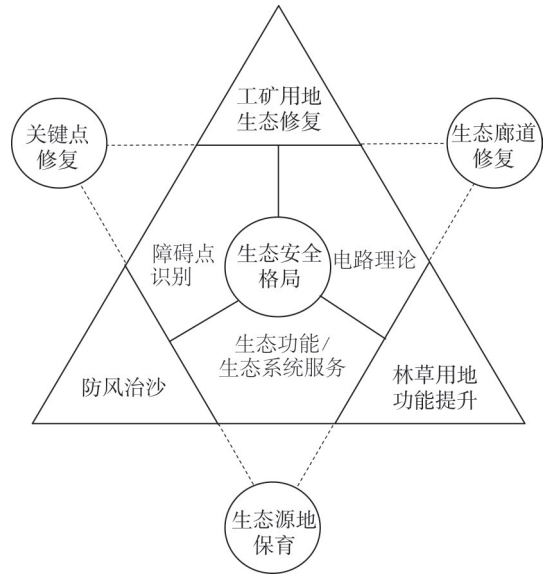 工矿用地
生态修复
关键点
修复
生态廊道
修复
障碍点
识别
生态安全
格局
电路理论
生态功能/
生态系统服务
防风治沙
林草用地
功能提升
生态源地
保育